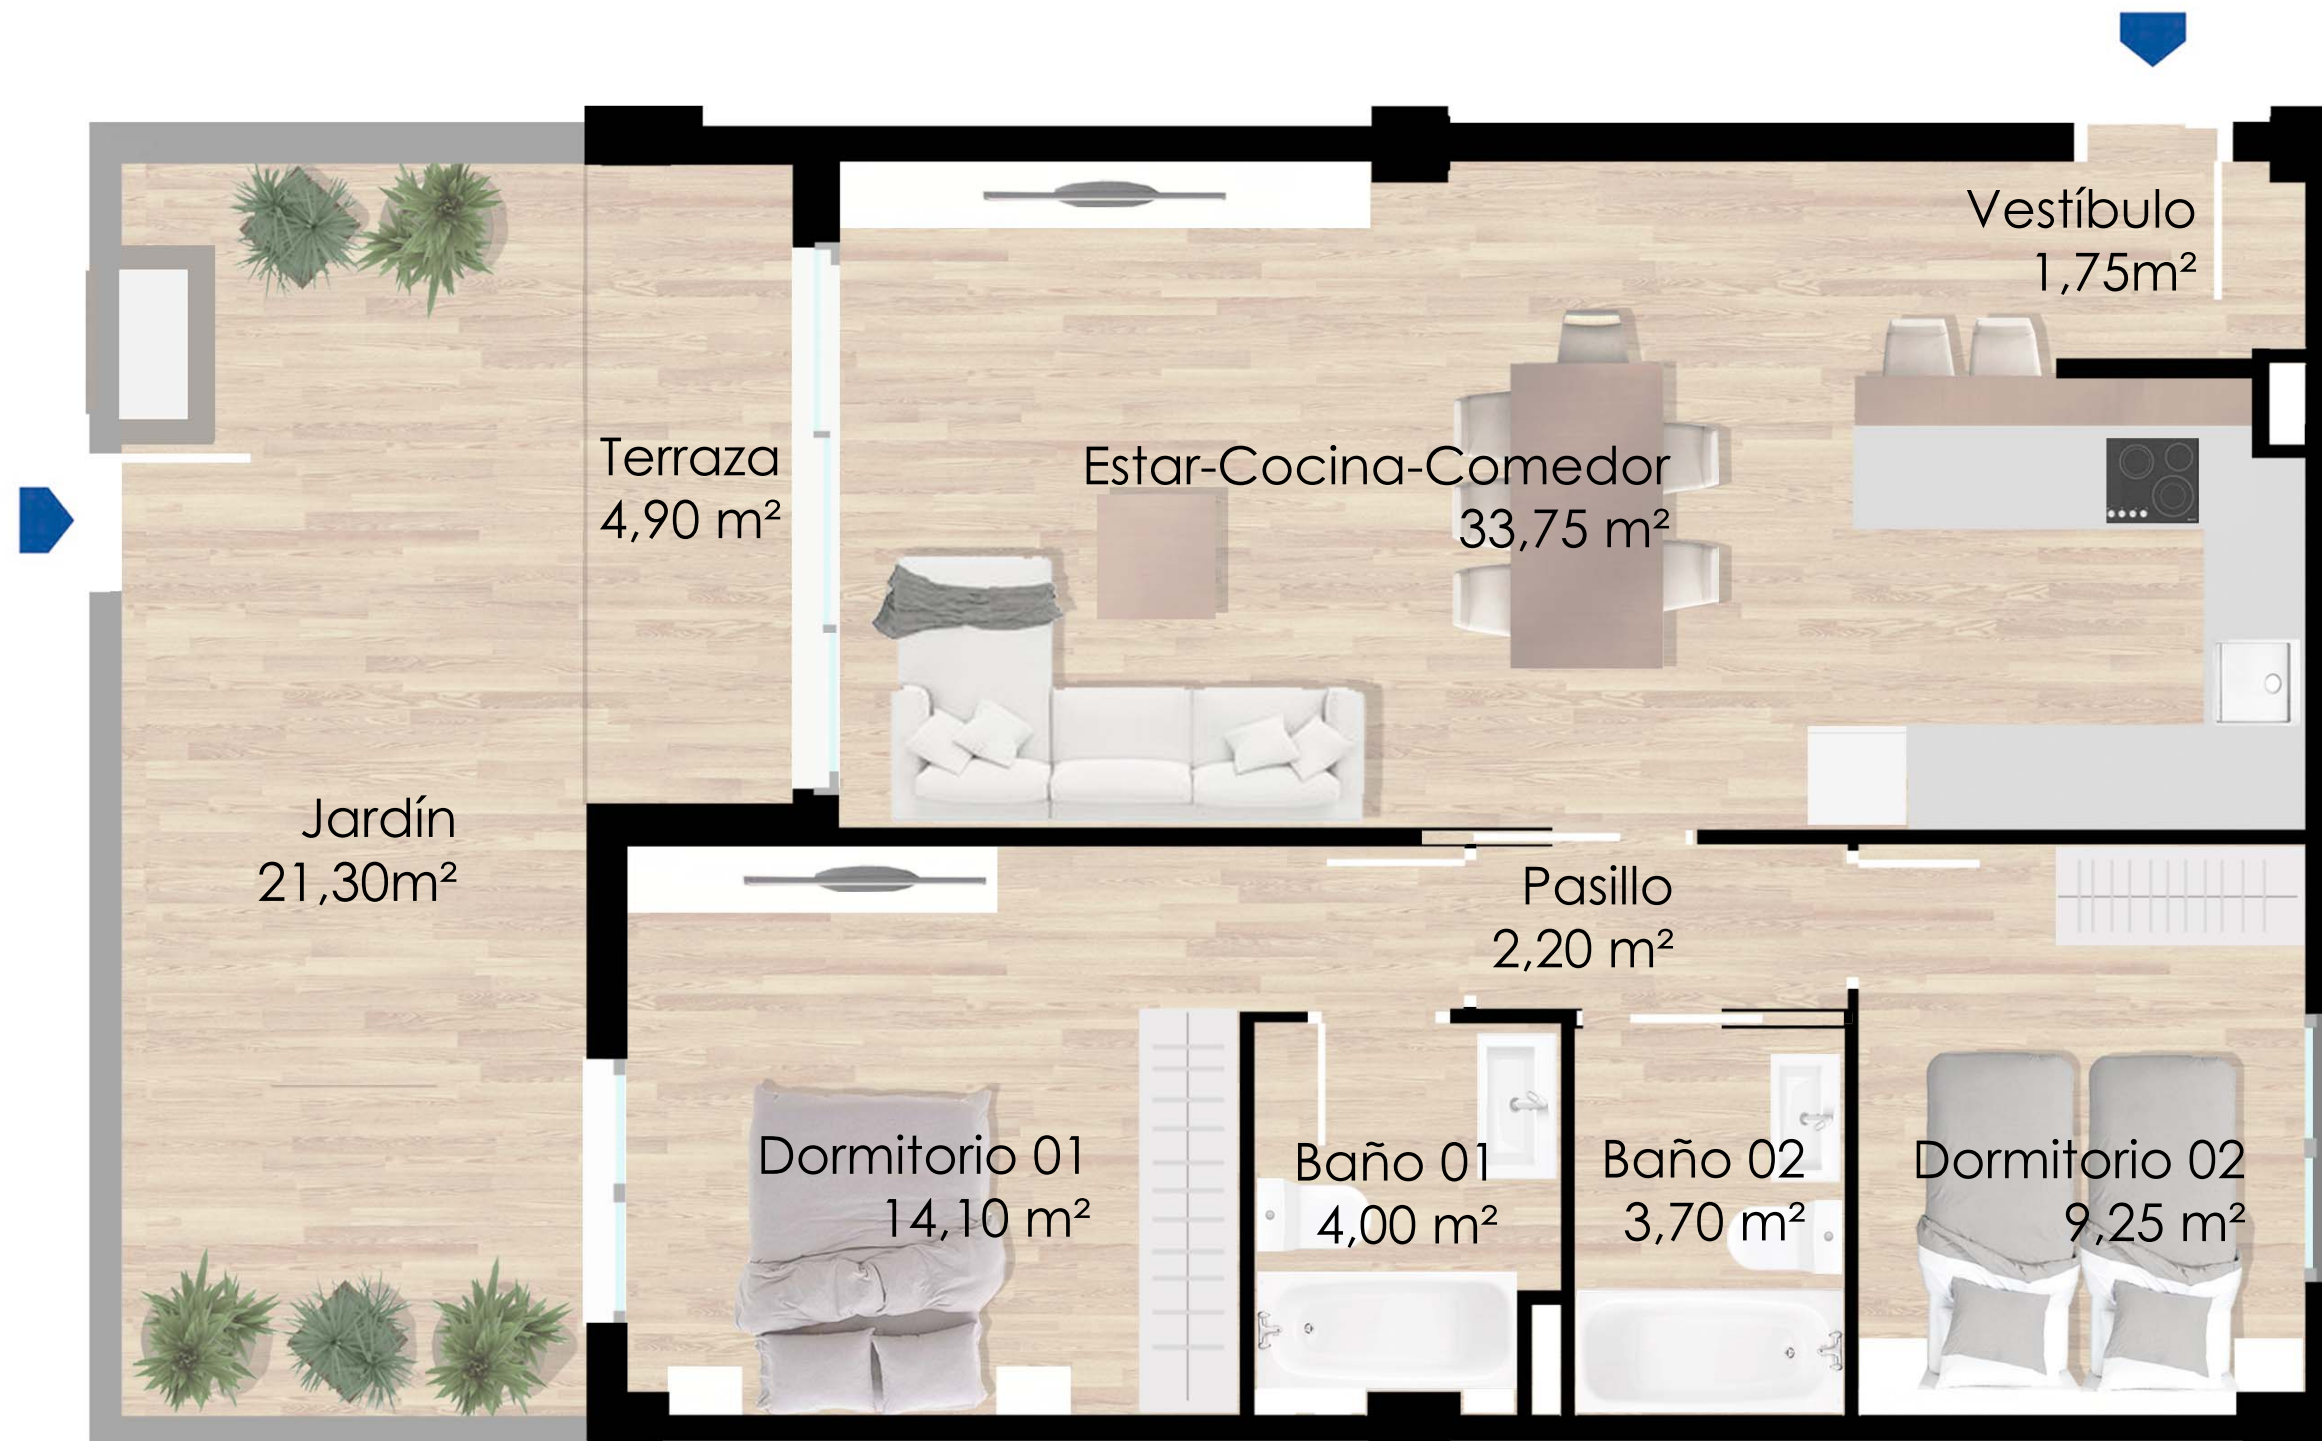 Vestíbulo
1,75m²
Terraza
4,90 m²
Estar-Cocina-Comedor
33,75 m²
Jardín
21,30m²
Pasillo
2,20 m²
Dormitorio 01
14,10 m²
Baño 01
4,00 m²
Baño 02
3,70 m²
Dormitorio 02
9,25 m²